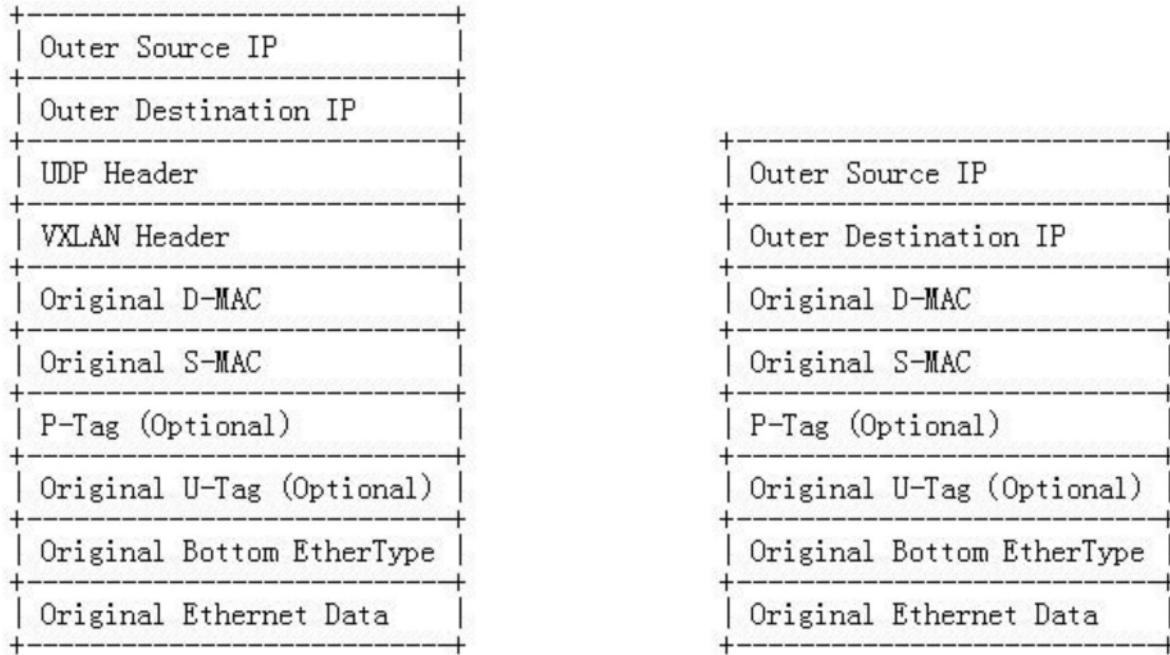 Outer Source IP
Outer Destination IP
UDP Header
VXLAN Header
Original D-MAC
Original S-MAC
P-Tag (Optional)
Original U-Tag (Optional)
Original Bottom EtherType
Original Ethernet Data
Outer Source IP
Outer Destination IP
Original D-MAC
Original S-MAC
P-Tag (Optional)
Original U-Tag (Optional)
Original Bottom EtherType
Original Ethernet Data